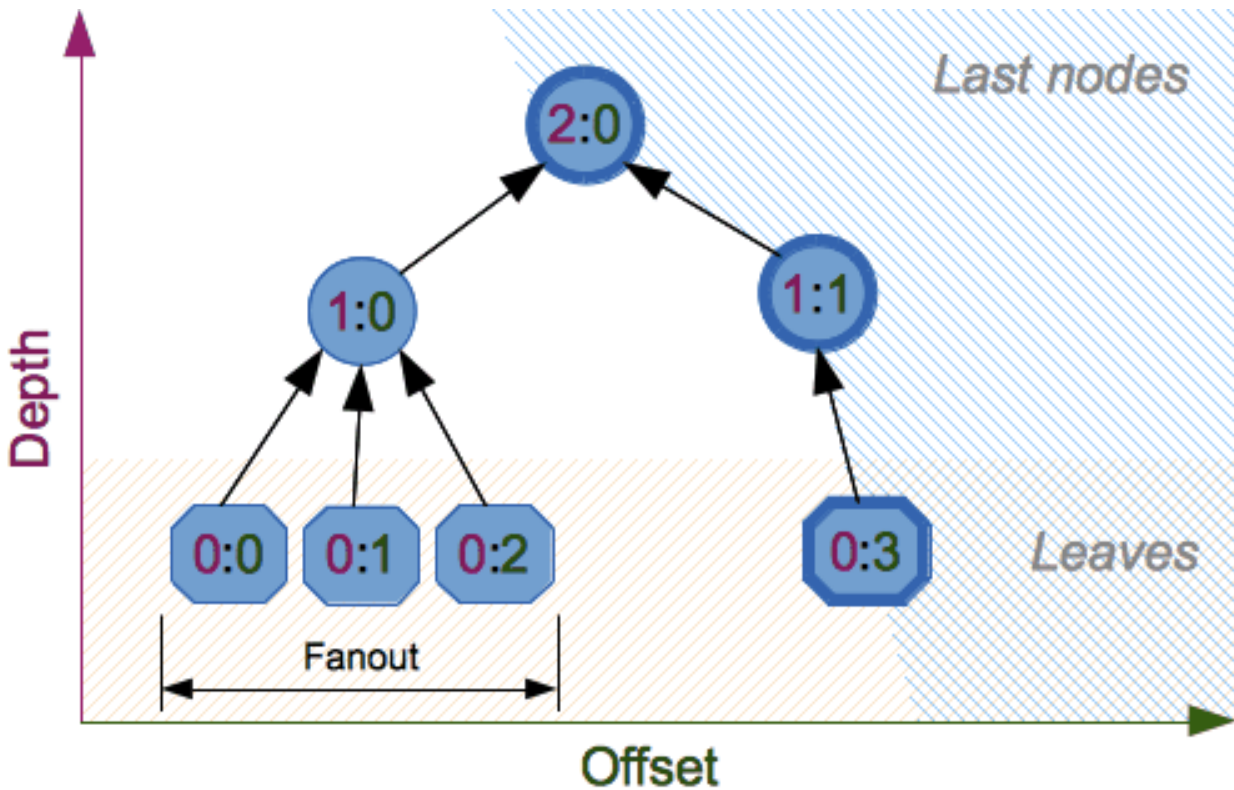 Last nodes
2:0
1:0
1:1
Depth
0:0 0:1 0:2 0:3
Leaves
Fanout
Offset